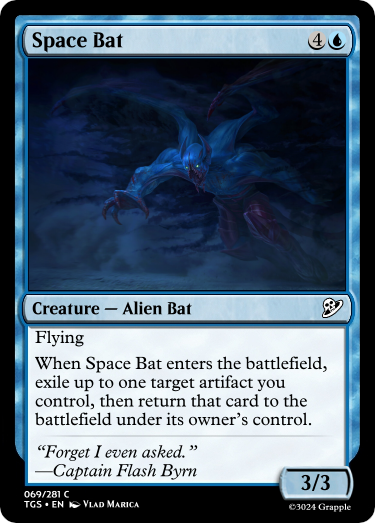 Space Bat 4
Creature — Alien Bat
Flying
When Space Bat enters the battlefield,
exile up to one target artifact you
control, then return that card to the
battlefield under its owner's control.
“Forget I even asked.”
—Captain Flash Byrn
3/3
069/281 C
TGS • EN Vlad Marica
©3024 Grapple